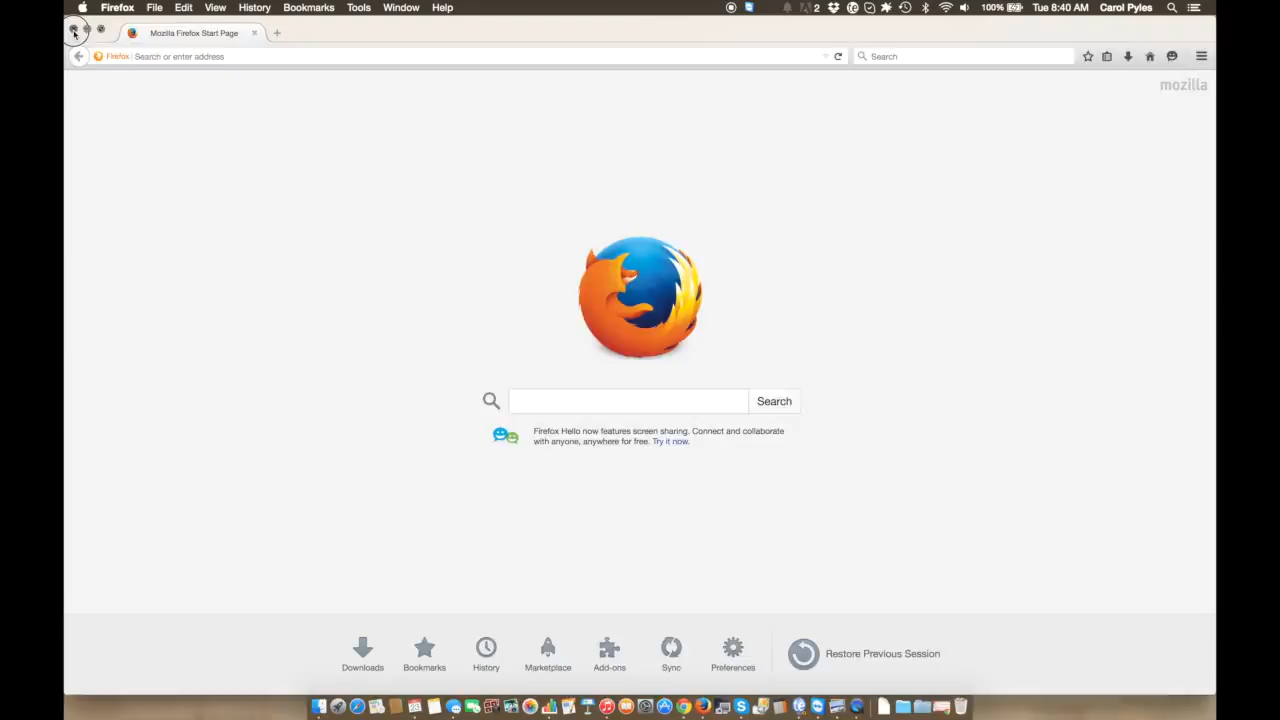 Firefox File Edit View History Bookmarks Tools Window Help 2 100% Tue 8:40 AM Carol Pyles
Mozilla Firefox Start Page
Firefox Search or enter address Search
mozilla
Search
Firefox Hello now features screen sharing. Connect and collaborate
with anyone, anywhere for free. Try it now.
Downloads Bookmarks History Marketplace Add-ons Sync Preferences Restore Previous Session